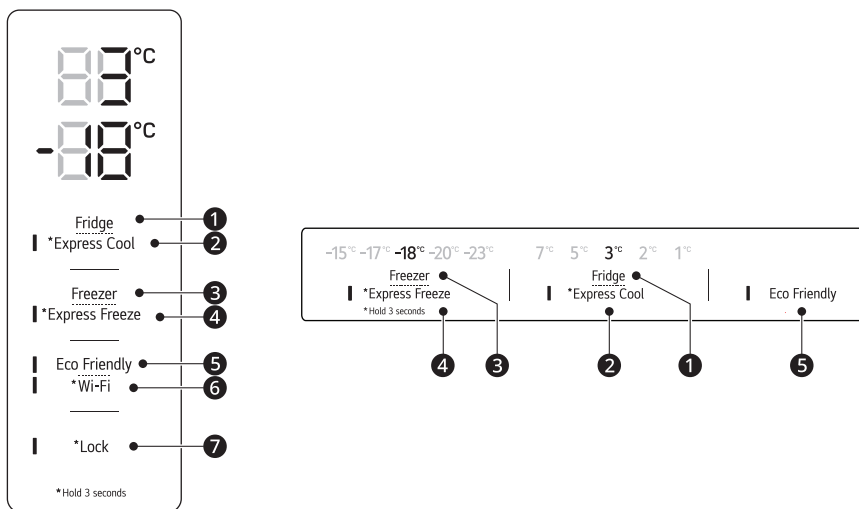 3°C
-18°C
Fridge
*Express Cool
Freezer
*Express Freeze
Eco Friendly
*Wi-Fi
*Lock
*Hold 3 seconds
1
2
3
4
5
6
7
-15°C -17°C -18°C -20°C -23°C
Freezer
*Express Freeze
*Hold 3 seconds
7°C 5°C 3°C 2°C 1°C
Fridge
*Express Cool
Eco Friendly
4
3
2
1
5